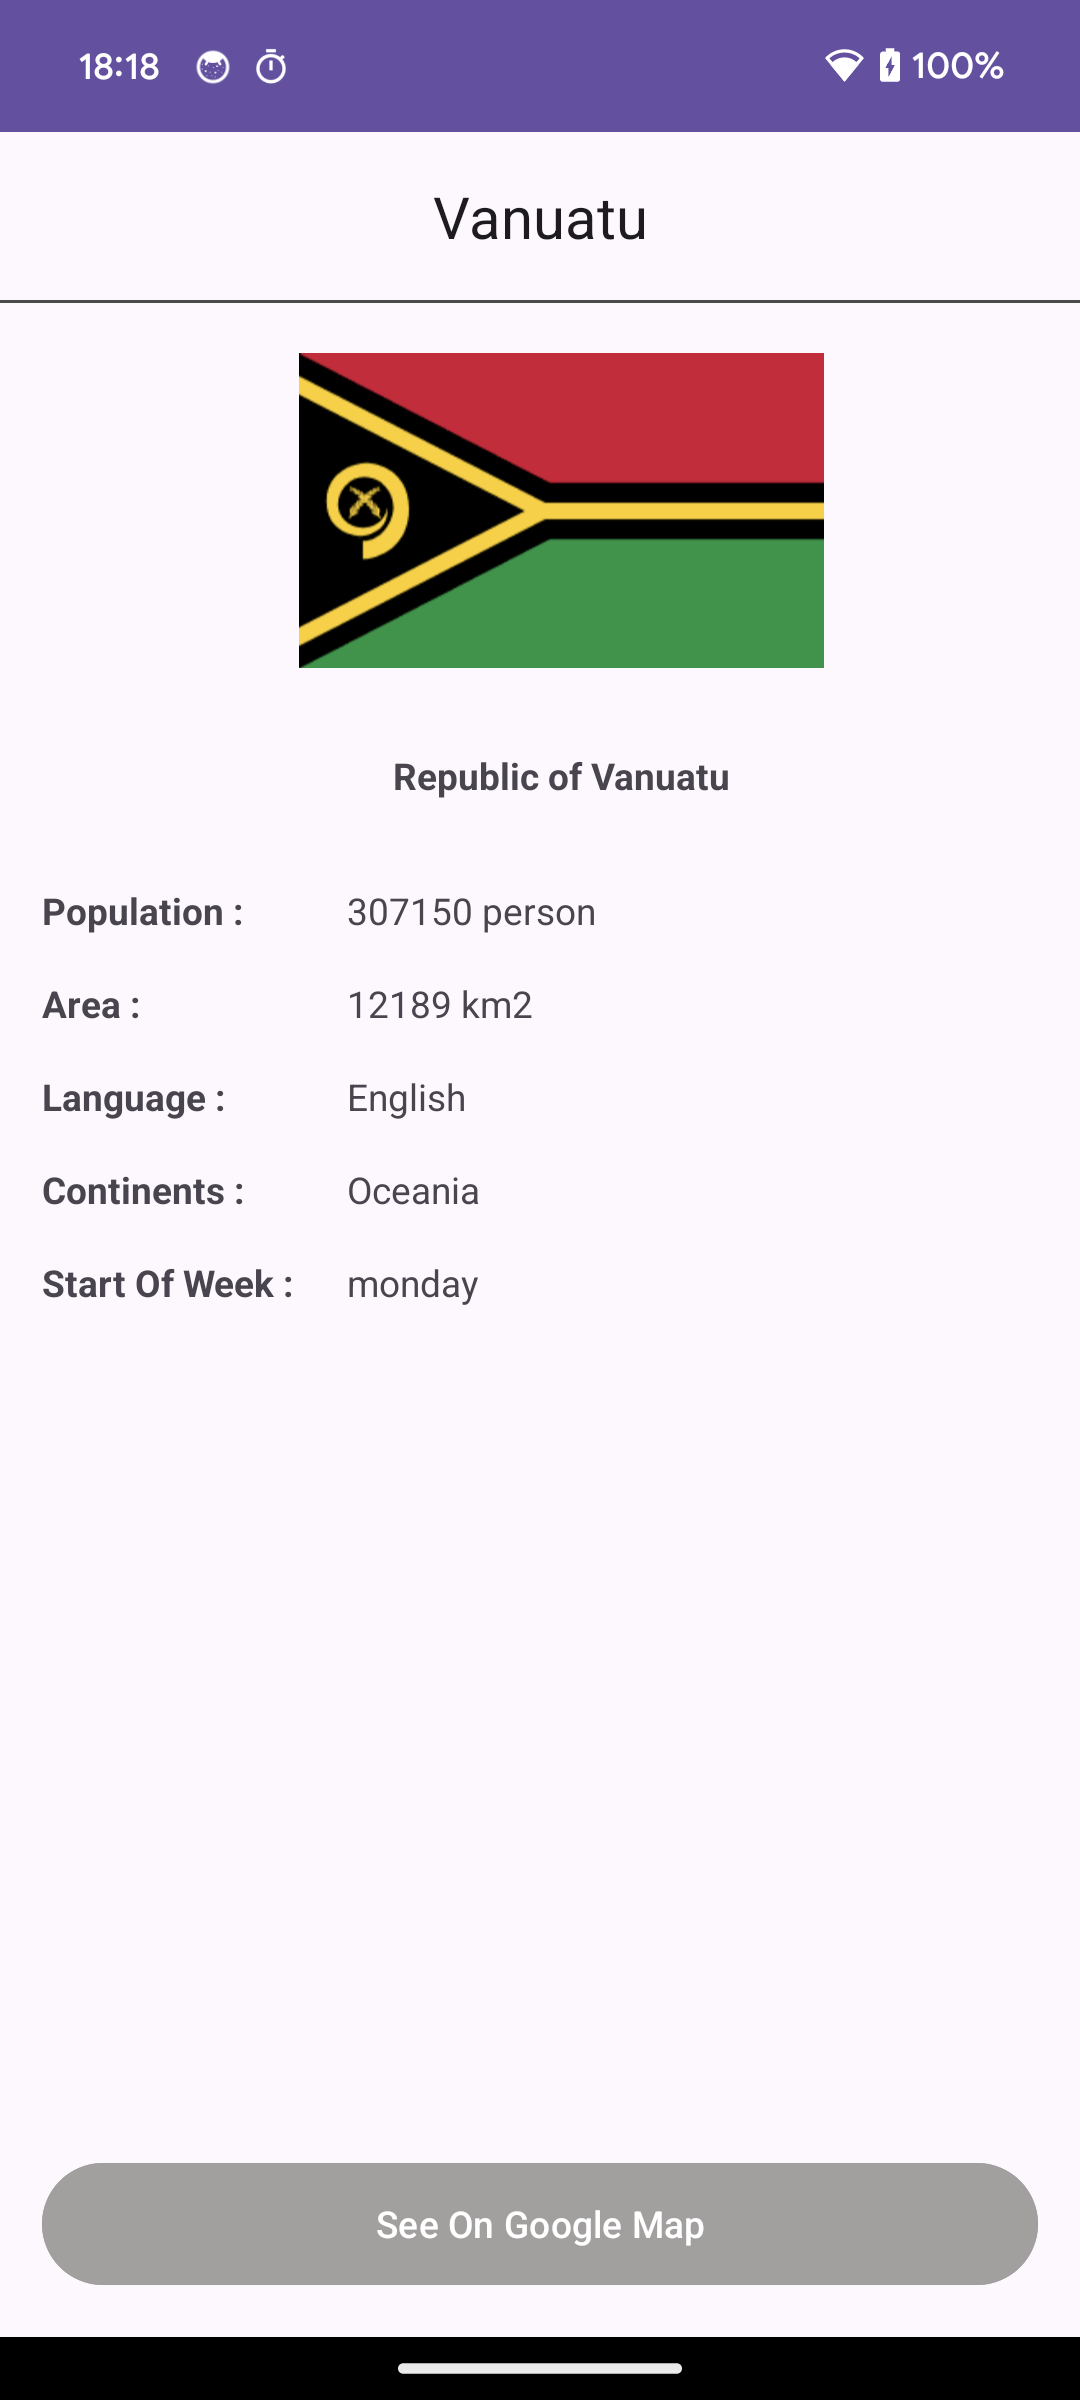 18:18 100%
Vanuatu
Republic of Vanuatu
Population : 307150 person
Area : 12189 km2
Language : English
Continents : Oceania
Start Of Week : monday
See On Google Map